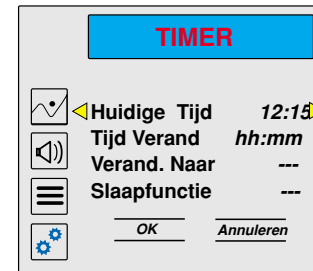 TIMER
Huidige Tijd 12:15
Tijd Verand hh:mm
Verand. Naar ---
Slaapfunctie ---
OK Annuleren